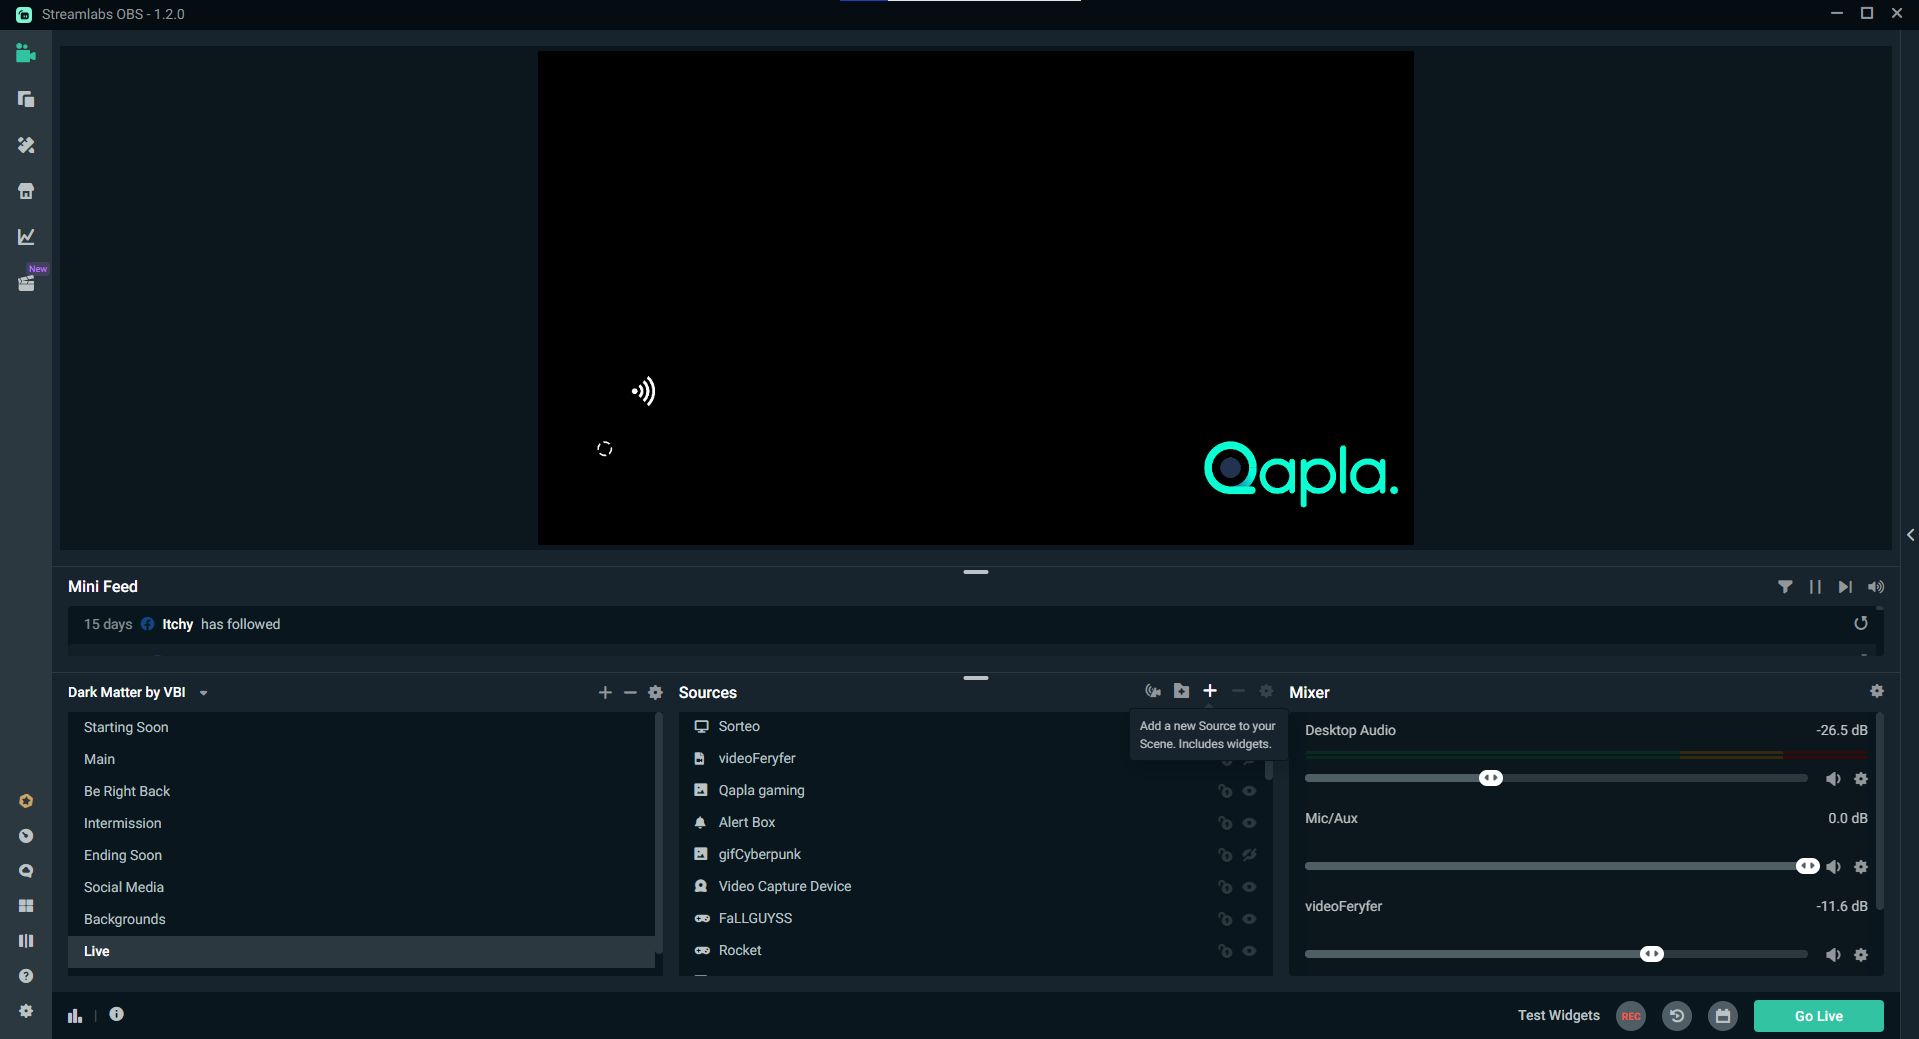 Streamlabs OBS - 1.2.0
New
Qapla.
Mini Feed
15 days Itchy has followed
Dark Matter by VBI
Starting Soon
Main
Be Right Back
Intermission
Ending Soon
Social Media
Backgrounds
Live
Sources
Add a new Source to your
Scene. Includes widgets.
Sorteo
videoFeryfer
Qapla gaming
Alert Box
gifCyberpunk
Video Capture Device
FaLLGUYSS
Rocket
Mixer
Desktop Audio -26.5 dB
Mic/Aux 0.0 dB
videoFeryfer -11.6 dB
Test Widgets REC Go Live